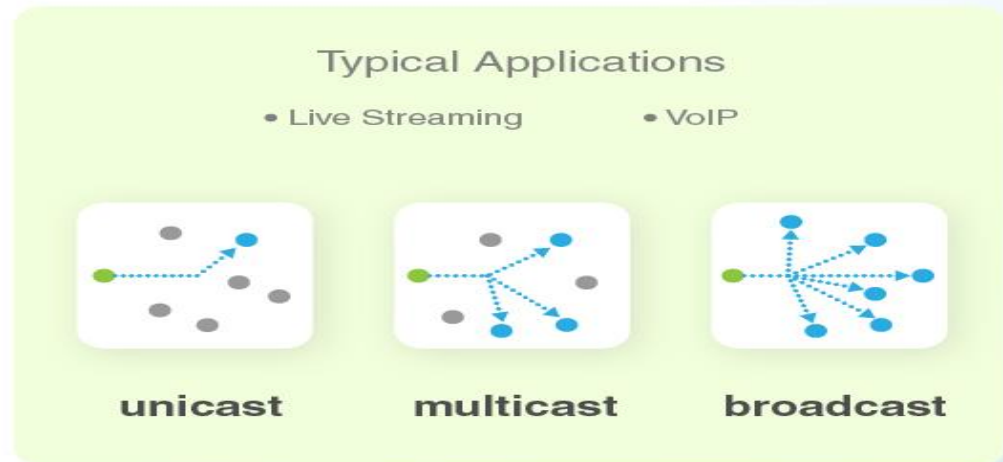 Typical Applications
• Live Streaming • VoIP
unicast multicast broadcast